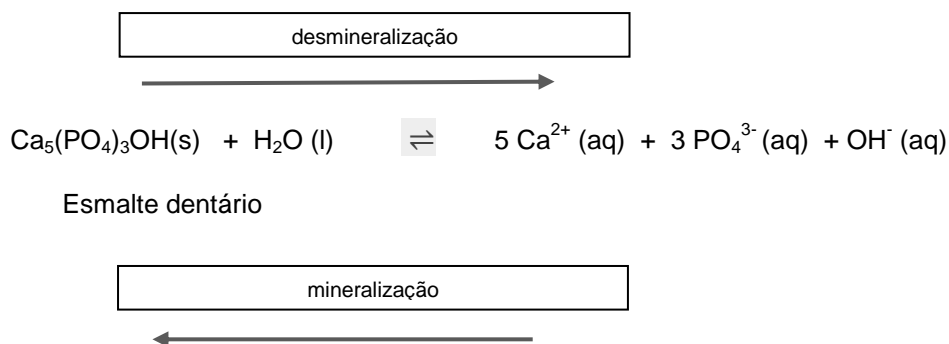 desmineralização
Ca₅(PO₄)₃OH(s) + H₂O (l) ⇌ 5 Ca²⁺ (aq) + 3 PO₄³⁻ (aq) + OH⁻ (aq)
Esmalte dentário
mineralização